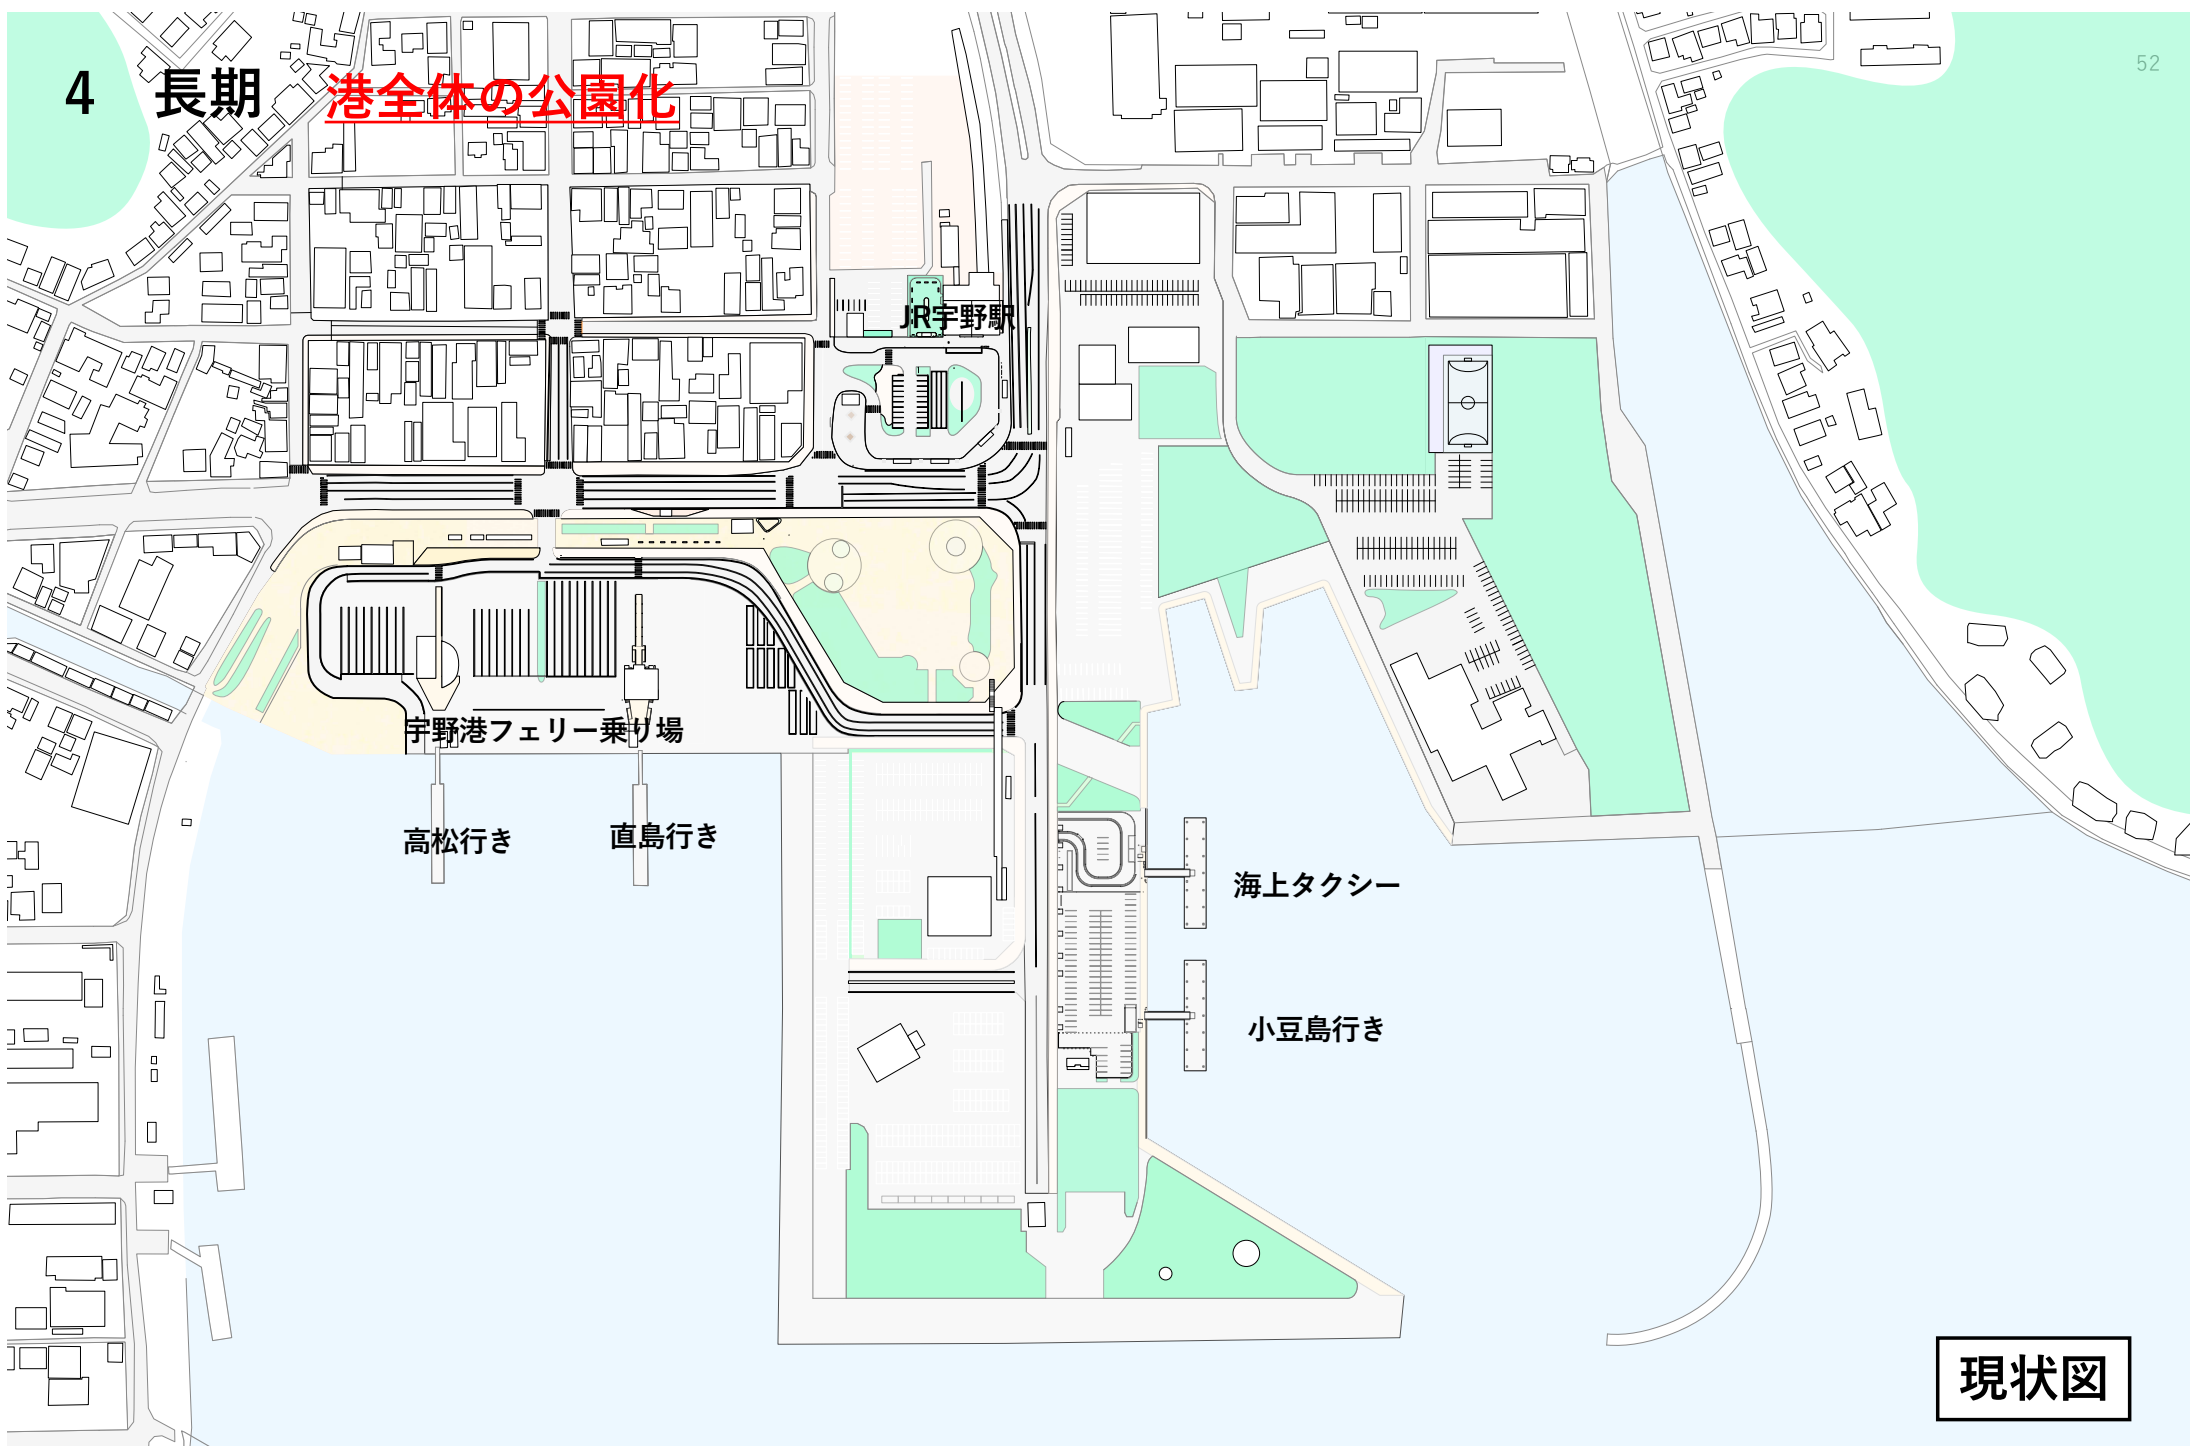 4 長期 港全体の公園化
52
JR宇野駅
宇野港フェリー乗り場
高松行き
直島行き
海上タクシー
小豆島行き
現状図